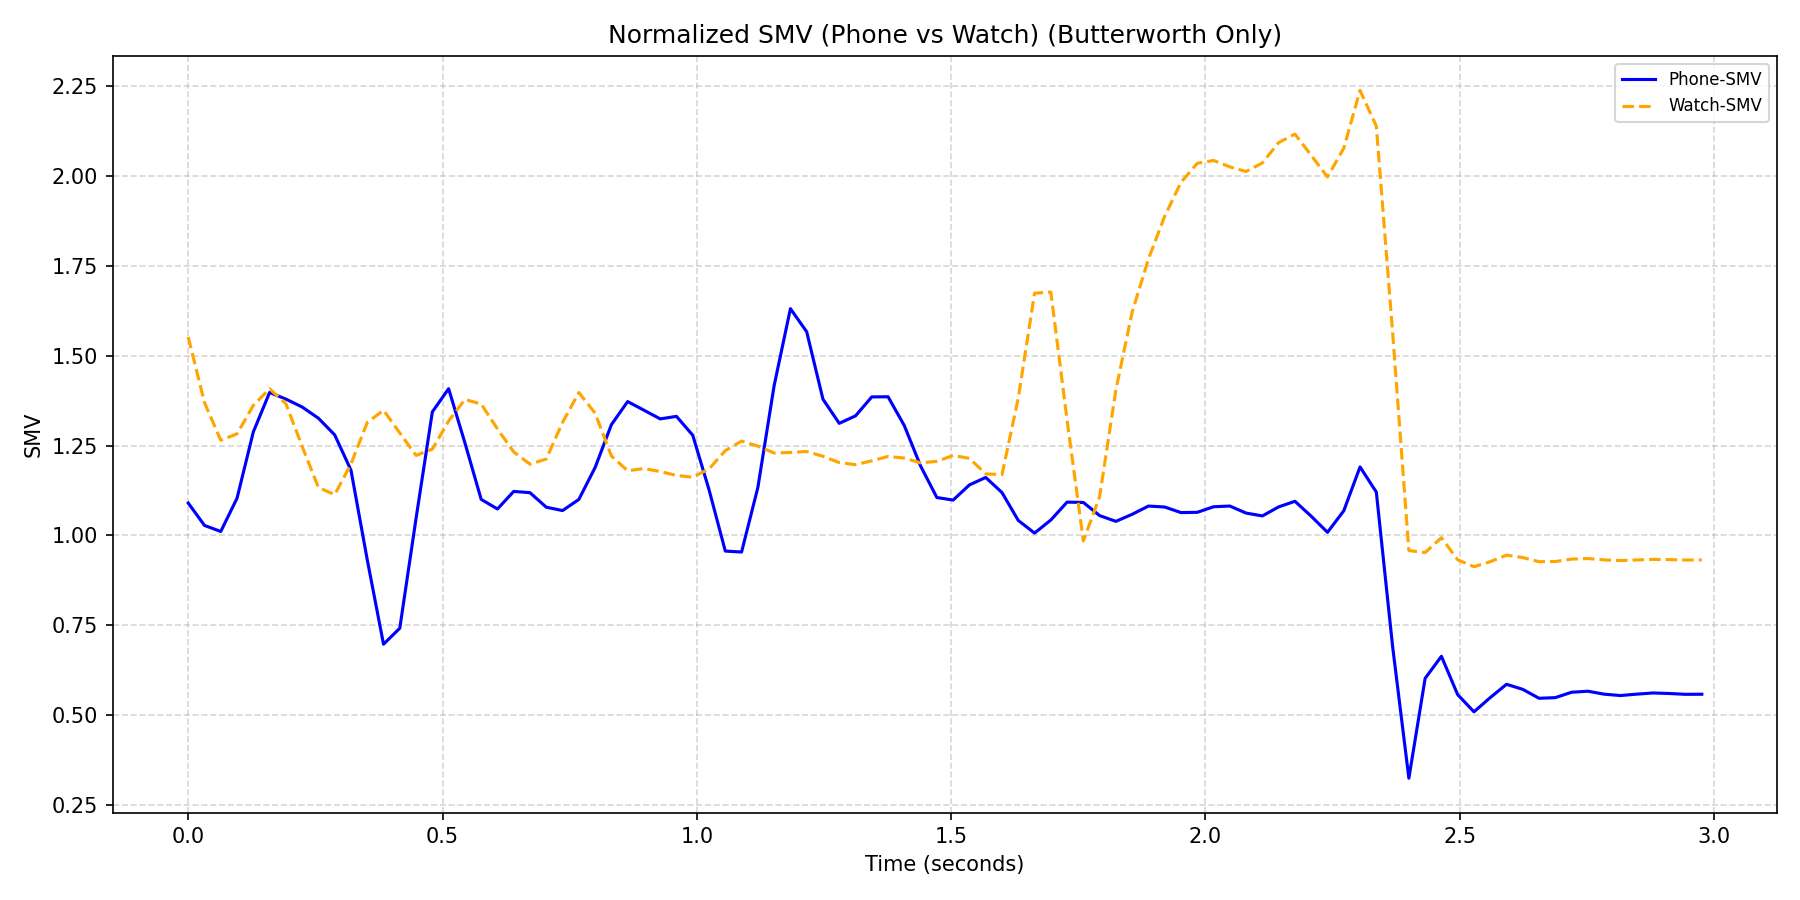 Normalized SMV (Phone vs Watch) (Butterworth Only)
Phone-SMV
Watch-SMV
SMV
2.25
2.00
1.75
1.50
1.25
1.00
0.75
0.50
0.25
0.0 0.5 1.0 1.5 2.0 2.5 3.0
Time (seconds)